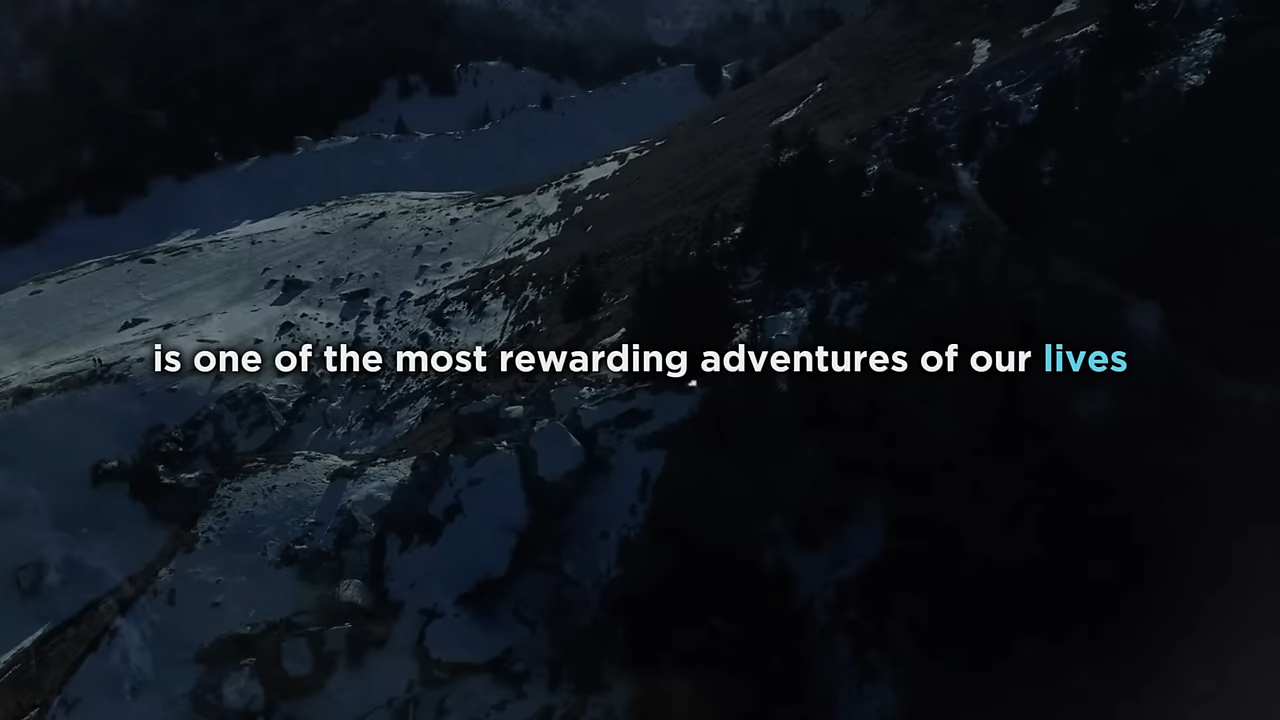 is one of the most rewarding adventures of our lives